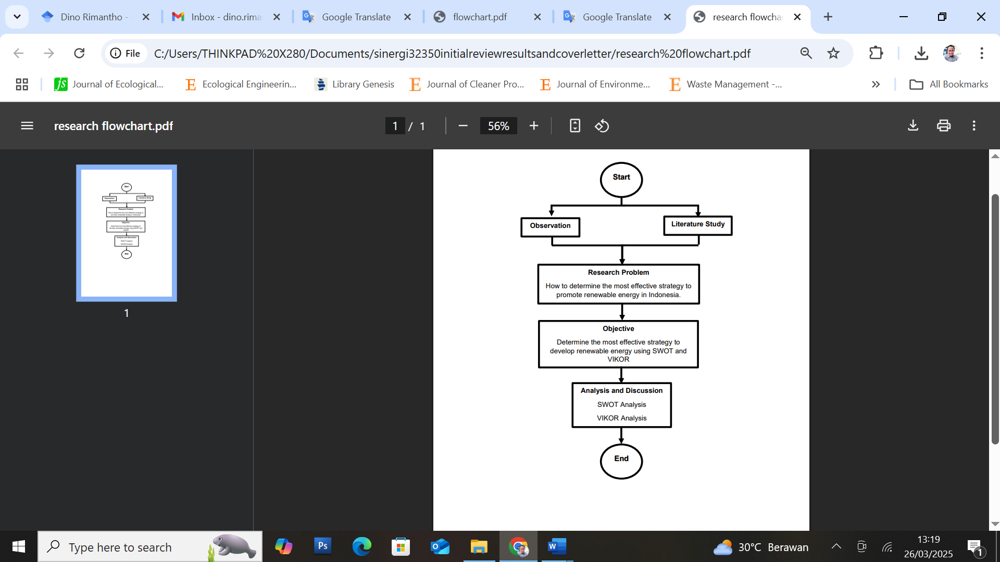 Dino Rimantho -
Inbox - dino.rima
Google Translate
flowchart.pdf
Google Translate
research flowcha
File
C:/Users/THINKPAD%20X280/Documents/sinergi32350initialreviewresultsandcoverletter/research%20flowchart.pdf
Journal of Ecological...
Ecological Engineerin...
Library Genesis
Journal of Cleaner Pro...
Journal of Environme...
Waste Management -...
All Bookmarks
research flowchart.pdf
1 / 1
56%
1
Start
Observation
Literature Study
Research Problem
How to determine the most effective strategy to
promote renewable energy in Indonesia.
Objective
Determine the most effective strategy to
develop renewable energy using SWOT and
VIKOR
Analysis and Discussion
SWOT Analysis
VIKOR Analysis
End
Type here to search
Ps
W
30°C Berawan
13:19
26/03/2025
1